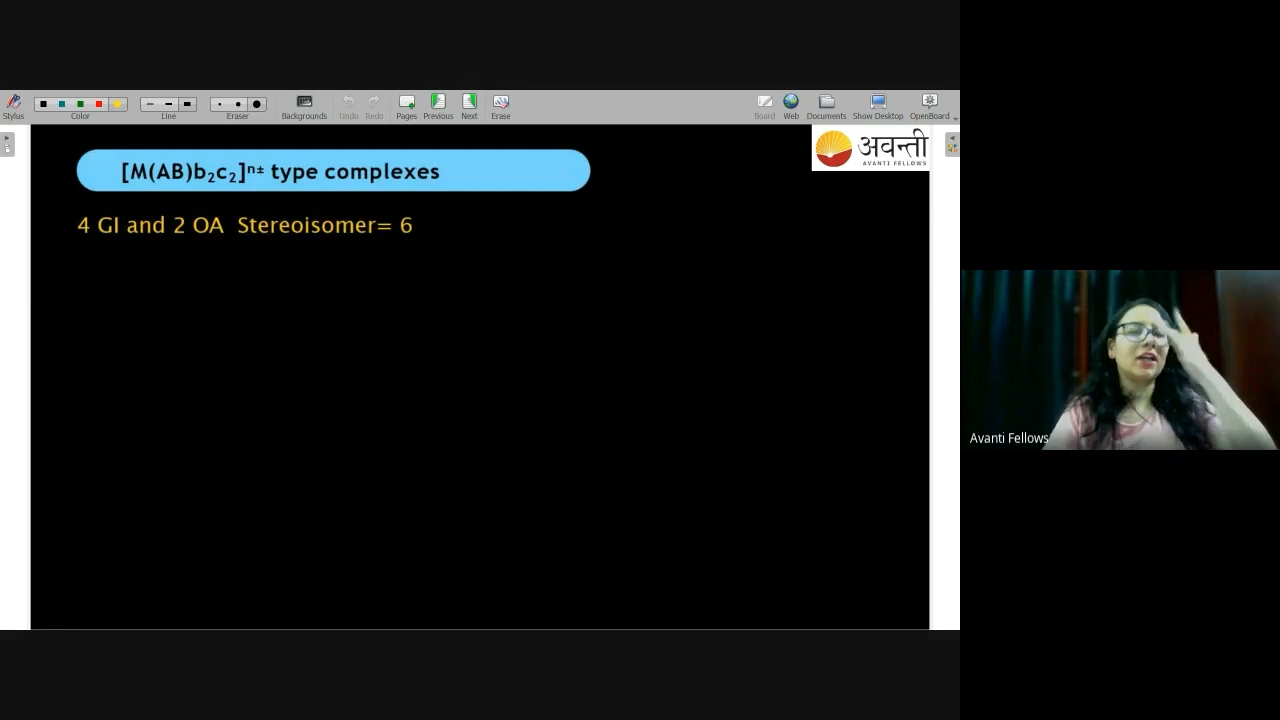 Stylus
Color
Line
Eraser
Backgrounds
Undo
Redo
Pages
Previous
Next
Erase
Board
Web
Documents
Show Desktop
OpenBoard
अवन्ती
AVANTI FELLOWS
[M(AB)b₂c₂]ⁿ± type complexes
4 GI and 2 OA Stereoisomer= 6
Avanti Fellows